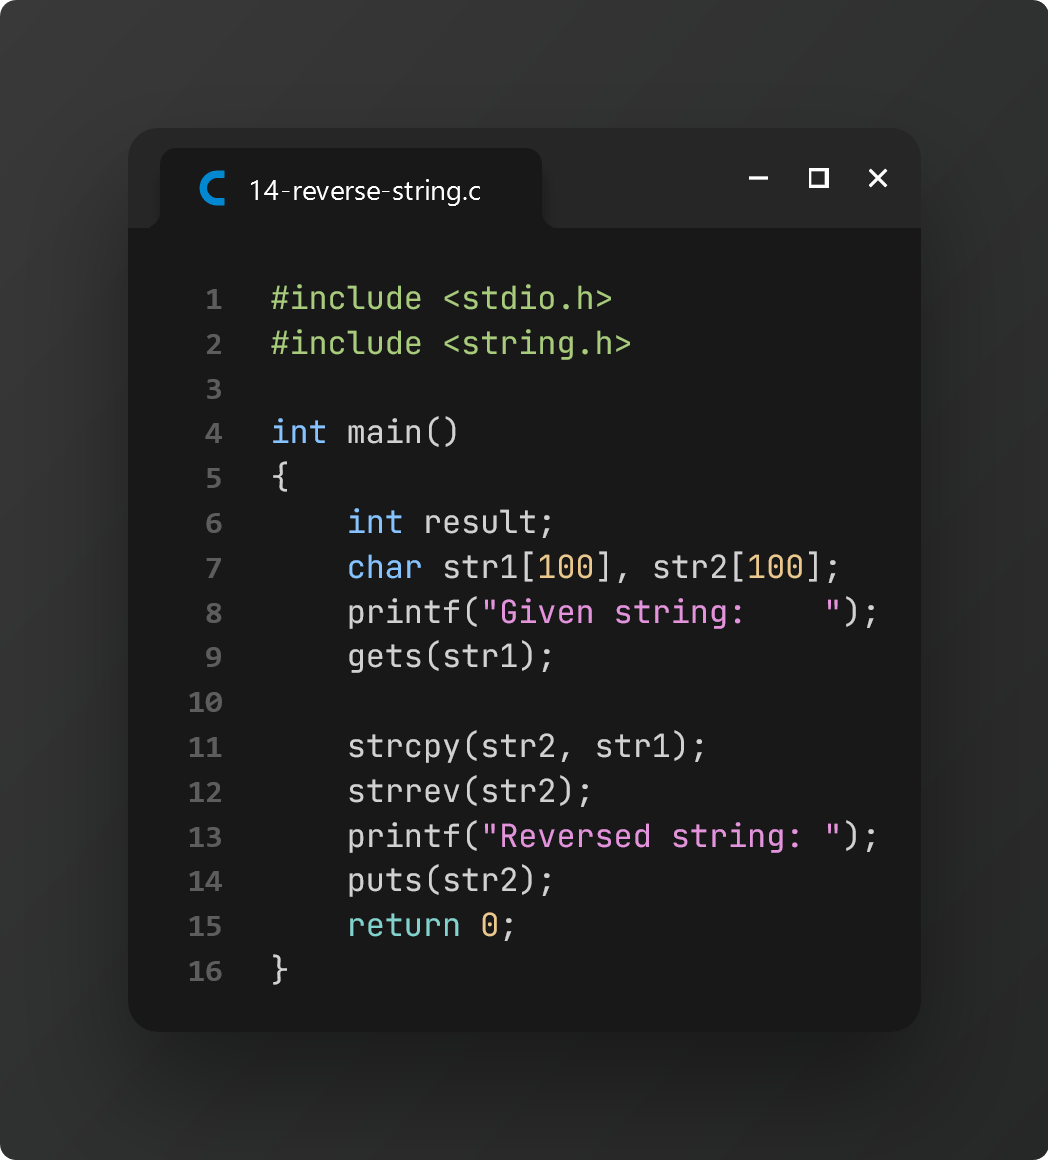 14-reverse-string.c
1 #include <stdio.h>
2 #include <string.h>
3
4 int main()
5 {
6     int result;
7     char str1[100], str2[100];
8     printf("Given string:    ");
9     gets(str1);
10
11     strcpy(str2, str1);
12     strrev(str2);
13     printf("Reversed string: ");
14     puts(str2);
15     return 0;
16 }